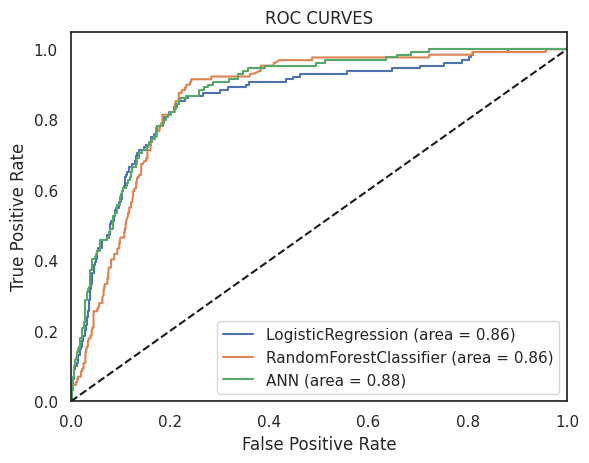 ROC CURVES
1.0
0.8
0.6
0.4
0.2
0.0
True Positive Rate
LogisticRegression (area = 0.86)
RandomForestClassifier (area = 0.86)
ANN (area = 0.88)
0.0 0.2 0.4 0.6 0.8 1.0
False Positive Rate